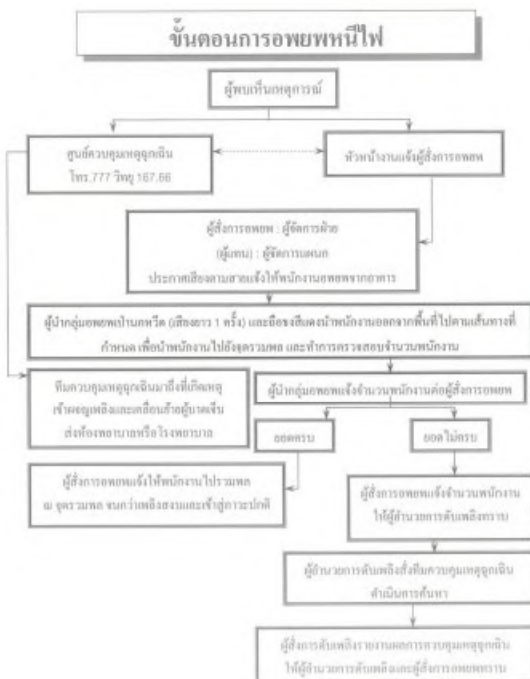 ขั้นตอนการอพยพหนีไฟ
ผู้พบเห็นเหตุการณ์
ศูนย์ควบคุมเหตุฉุกเฉิน
โทร.777 วิทยุ 167.66
หัวหน้างานแจ้งผู้สั่งการอพยพ
ผู้สั่งการอพยพ : ผู้จัดการฝ่าย
(ผู้แทน) : ผู้จัดการแผนก
ประกาศเสียงตามสายแจ้งให้พนักงานอพยพจากอาคาร
ผู้นำกลุ่มอพยพเป่านกหวีด (เสียงยาว 1 ครั้ง) และถือธงสีแดงนำพนักงานออกจากพื้นที่ไปตามเส้นทางที่
กำหนด เพื่อนำพนักงานไปยังจุดรวมพล และทำการตรวจสอบจำนวนพนักงาน
ทีมควบคุมเหตุฉุกเฉินมาถึงที่เกิดเหตุ
เข้าผจญเพลิงและเคลื่อนย้ายผู้บาดเจ็บ
ส่งห้องพยาบาลหรือโรงพยาบาล
ผู้นำกลุ่มอพยพแจ้งจำนวนพนักงานต่อผู้สั่งการอพยพ
ยอดครบ
ยอดไม่ครบ
ผู้สั่งการอพยพแจ้งให้พนักงานไปรวมพล
ณ จุดรวมพล จนกว่าเพลิงสงบและเข้าสู่ภาวะปกติ
ผู้สั่งการอพยพแจ้งจำนวนพนักงาน
ให้ผู้อำนวยการดับเพลิงทราบ
ผู้อำนวยการดับเพลิงสั่งทีมควบคุมเหตุฉุกเฉิน
ดำเนินการค้นหา
ผู้สั่งการดับเพลิงรายงานผลการควบคุมเหตุฉุกเฉิน
ให้ผู้อำนวยการดับเพลิงและผู้สั่งการอพยพทราบ